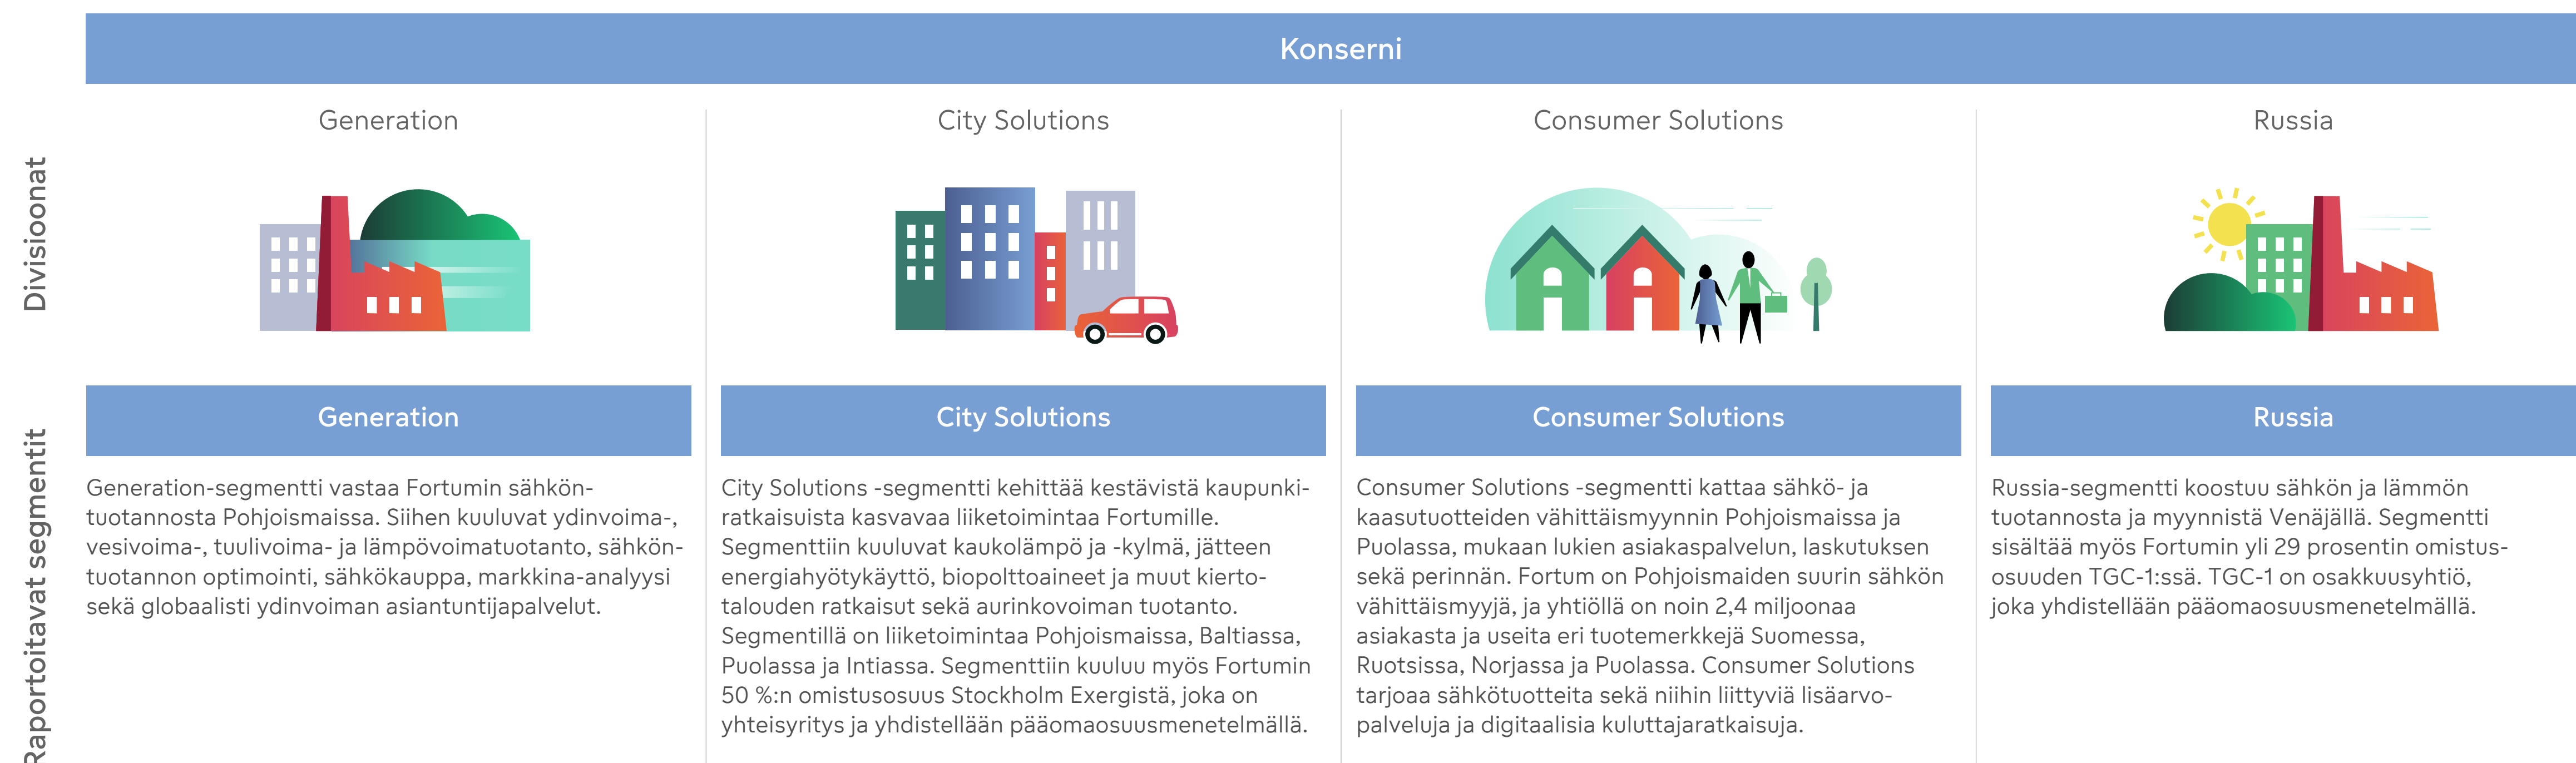 Konserni
Divisioonat
Generation
City Solutions
Consumer Solutions
Russia
Raportoitavat segmentit
Generation
Generation-segmentti vastaa Fortumin sähkön-
tuotannosta Pohjoismaissa. Siihen kuuluvat ydinvoima-,
vesivoima-, tuulivoima- ja lämpövoimatuotanto, sähkön-
tuotannon optimointi, sähkökauppa, markkina-analyysi
sekä globaalisti ydinvoiman asiantuntijapalvelut.
City Solutions
City Solutions -segmentti kehittää kestävistä kaupunki-
ratkaisuista kasvavaa liiketoimintaa Fortumille.
Segmenttiin kuuluvat kaukolämpö ja -kylmä, jätteen
energiahyötykäyttö, biopolttoaineet ja muut kierto-
talouden ratkaisut sekä aurinkovoiman tuotanto.
Segmentillä on liiketoimintaa Pohjoismaissa, Baltiassa,
Puolassa ja Intiassa. Segmenttiin kuuluu myös Fortumin
50 %:n omistusosuus Stockholm Exergistä, joka on
yhteisyritys ja yhdistellään pääomaosuusmenetelmällä.
Consumer Solutions
Consumer Solutions -segmentti kattaa sähkö- ja
kaasutuotteiden vähittäismyynnin Pohjoismaissa ja
Puolassa, mukaan lukien asiakaspalvelun, laskutuksen
sekä perinnän. Fortum on Pohjoismaiden suurin sähkön
vähittäismyyjä, ja yhtiöllä on noin 2,4 miljoonaa
asiakasta ja useita eri tuotemerkkejä Suomessa,
Ruotsissa, Norjassa ja Puolassa. Consumer Solutions
tarjoaa sähkötuotteita sekä niihin liittyviä lisäarvo-
palveluja ja digitaalisia kuluttajaratkaisuja.
Russia
Russia-segmentti koostuu sähkön ja lämmön
tuotannosta ja myynnistä Venäjällä. Segmentti
sisältää myös Fortumin yli 29 prosentin omistus-
osuuden TGC-1:ssä. TGC-1 on osakkuusyhtiö,
joka yhdistellään pääomaosuusmenetelmällä.